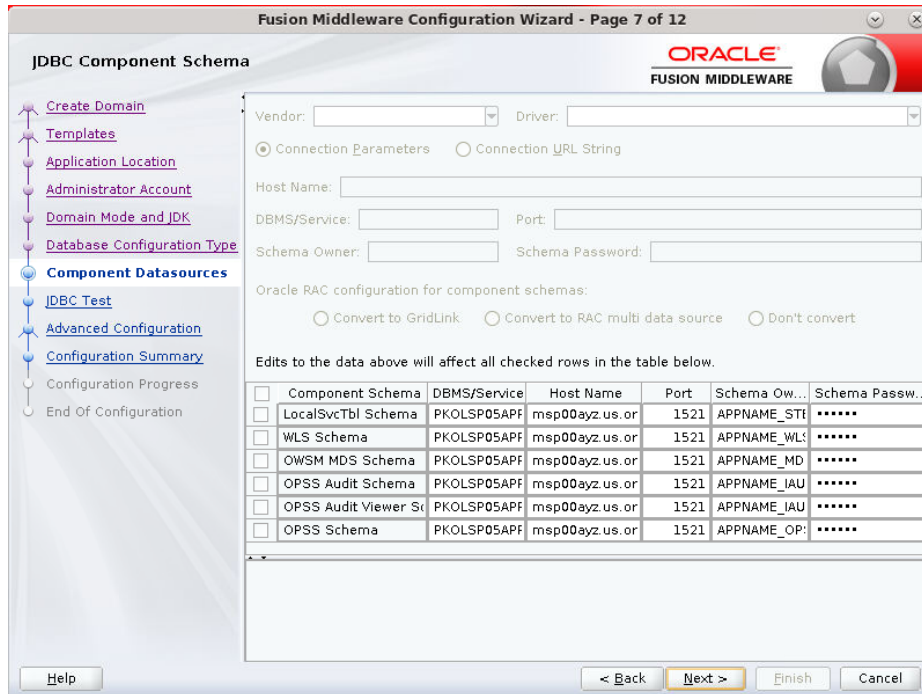 Fusion Middleware Configuration Wizard - Page 7 of 12
JDBC Component Schema
ORACLE
FUSION MIDDLEWARE
Create Domain
Templates
Application Location
Administrator Account
Domain Mode and JDK
Database Configuration Type
Component Datasources
JDBC Test
Advanced Configuration
Configuration Summary
Configuration Progress
End Of Configuration
Vendor: Driver:
Connection Parameters Connection URL String
Host Name:
DBMS/Service: Port:
Schema Owner: Schema Password:
Oracle RAC configuration for component schemas:
Convert to GridLink Convert to RAC multi data source Don't convert
Edits to the data above will affect all checked rows in the table below.
Component Schema DBMS/Service Host Name Port Schema Ow... Schema Passw..
LocalSvcTbl Schema PKOLSP05APF msp00ayz.us.or 1521 APPNAME_STE ••••••
WLS Schema PKOLSP05APF msp00ayz.us.or 1521 APPNAME_WLS ••••••
OWSM MDS Schema PKOLSP05APF msp00ayz.us.or 1521 APPNAME_MD ••••••
OPSS Audit Schema PKOLSP05APF msp00ayz.us.or 1521 APPNAME_IAU ••••••
OPSS Audit Viewer Sc PKOLSP05APF msp00ayz.us.or 1521 APPNAME_IAU ••••••
OPSS Schema PKOLSP05APF msp00ayz.us.or 1521 APPNAME_OP: ••••••
Help < Back Next > Finish Cancel